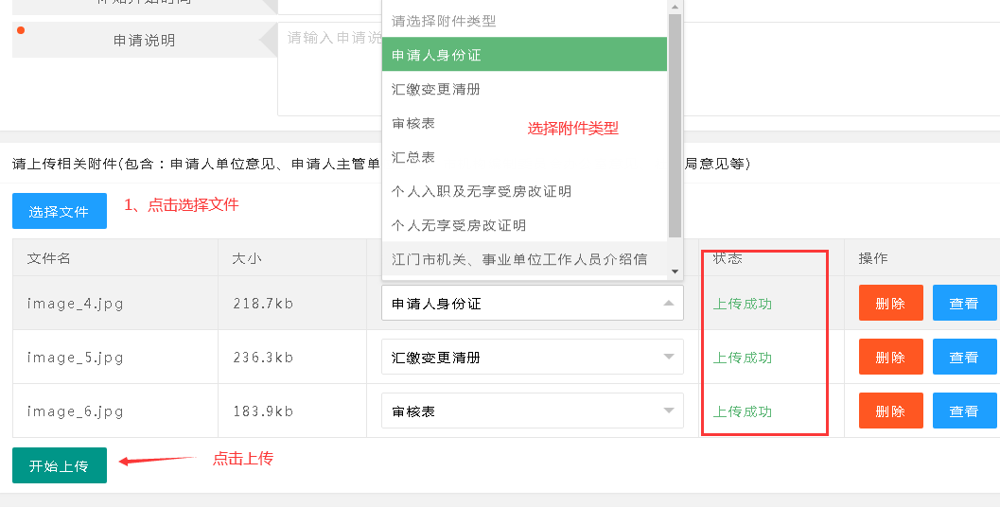 请选择附件类型
申请说明
请输入申请说
申请人身份证
汇缴变更清册
审核表
选择附件类型
汇总表
请上传相关附件(包含：申请人单位意见、申请人主管单
局意见等)
个人入职及无享受房改证明
选择文件
1、点击选择文件
个人无享受房改证明
江门市机关、事业单位工作人员介绍信
文件名 大小 状态 操作
image_4.jpg 218.7kb 申请人身份证 上传成功 删除 查看
image_5.jpg 236.3kb 汇缴变更清册 上传成功 删除 查看
image_6.jpg 183.9kb 审核表 上传成功 删除 查看
开始上传
点击上传